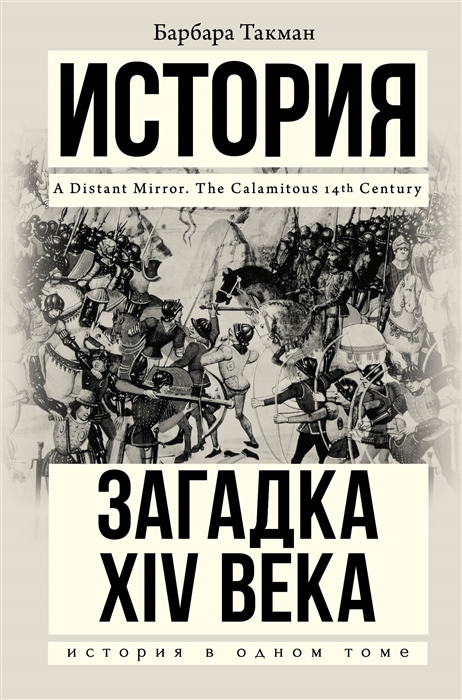 Барбара Такман
ИСТОРИЯ
A Distant Mirror. The Calamitous 14th Century
ЗАГАДКА
XIV ВЕКА
история в одном томе